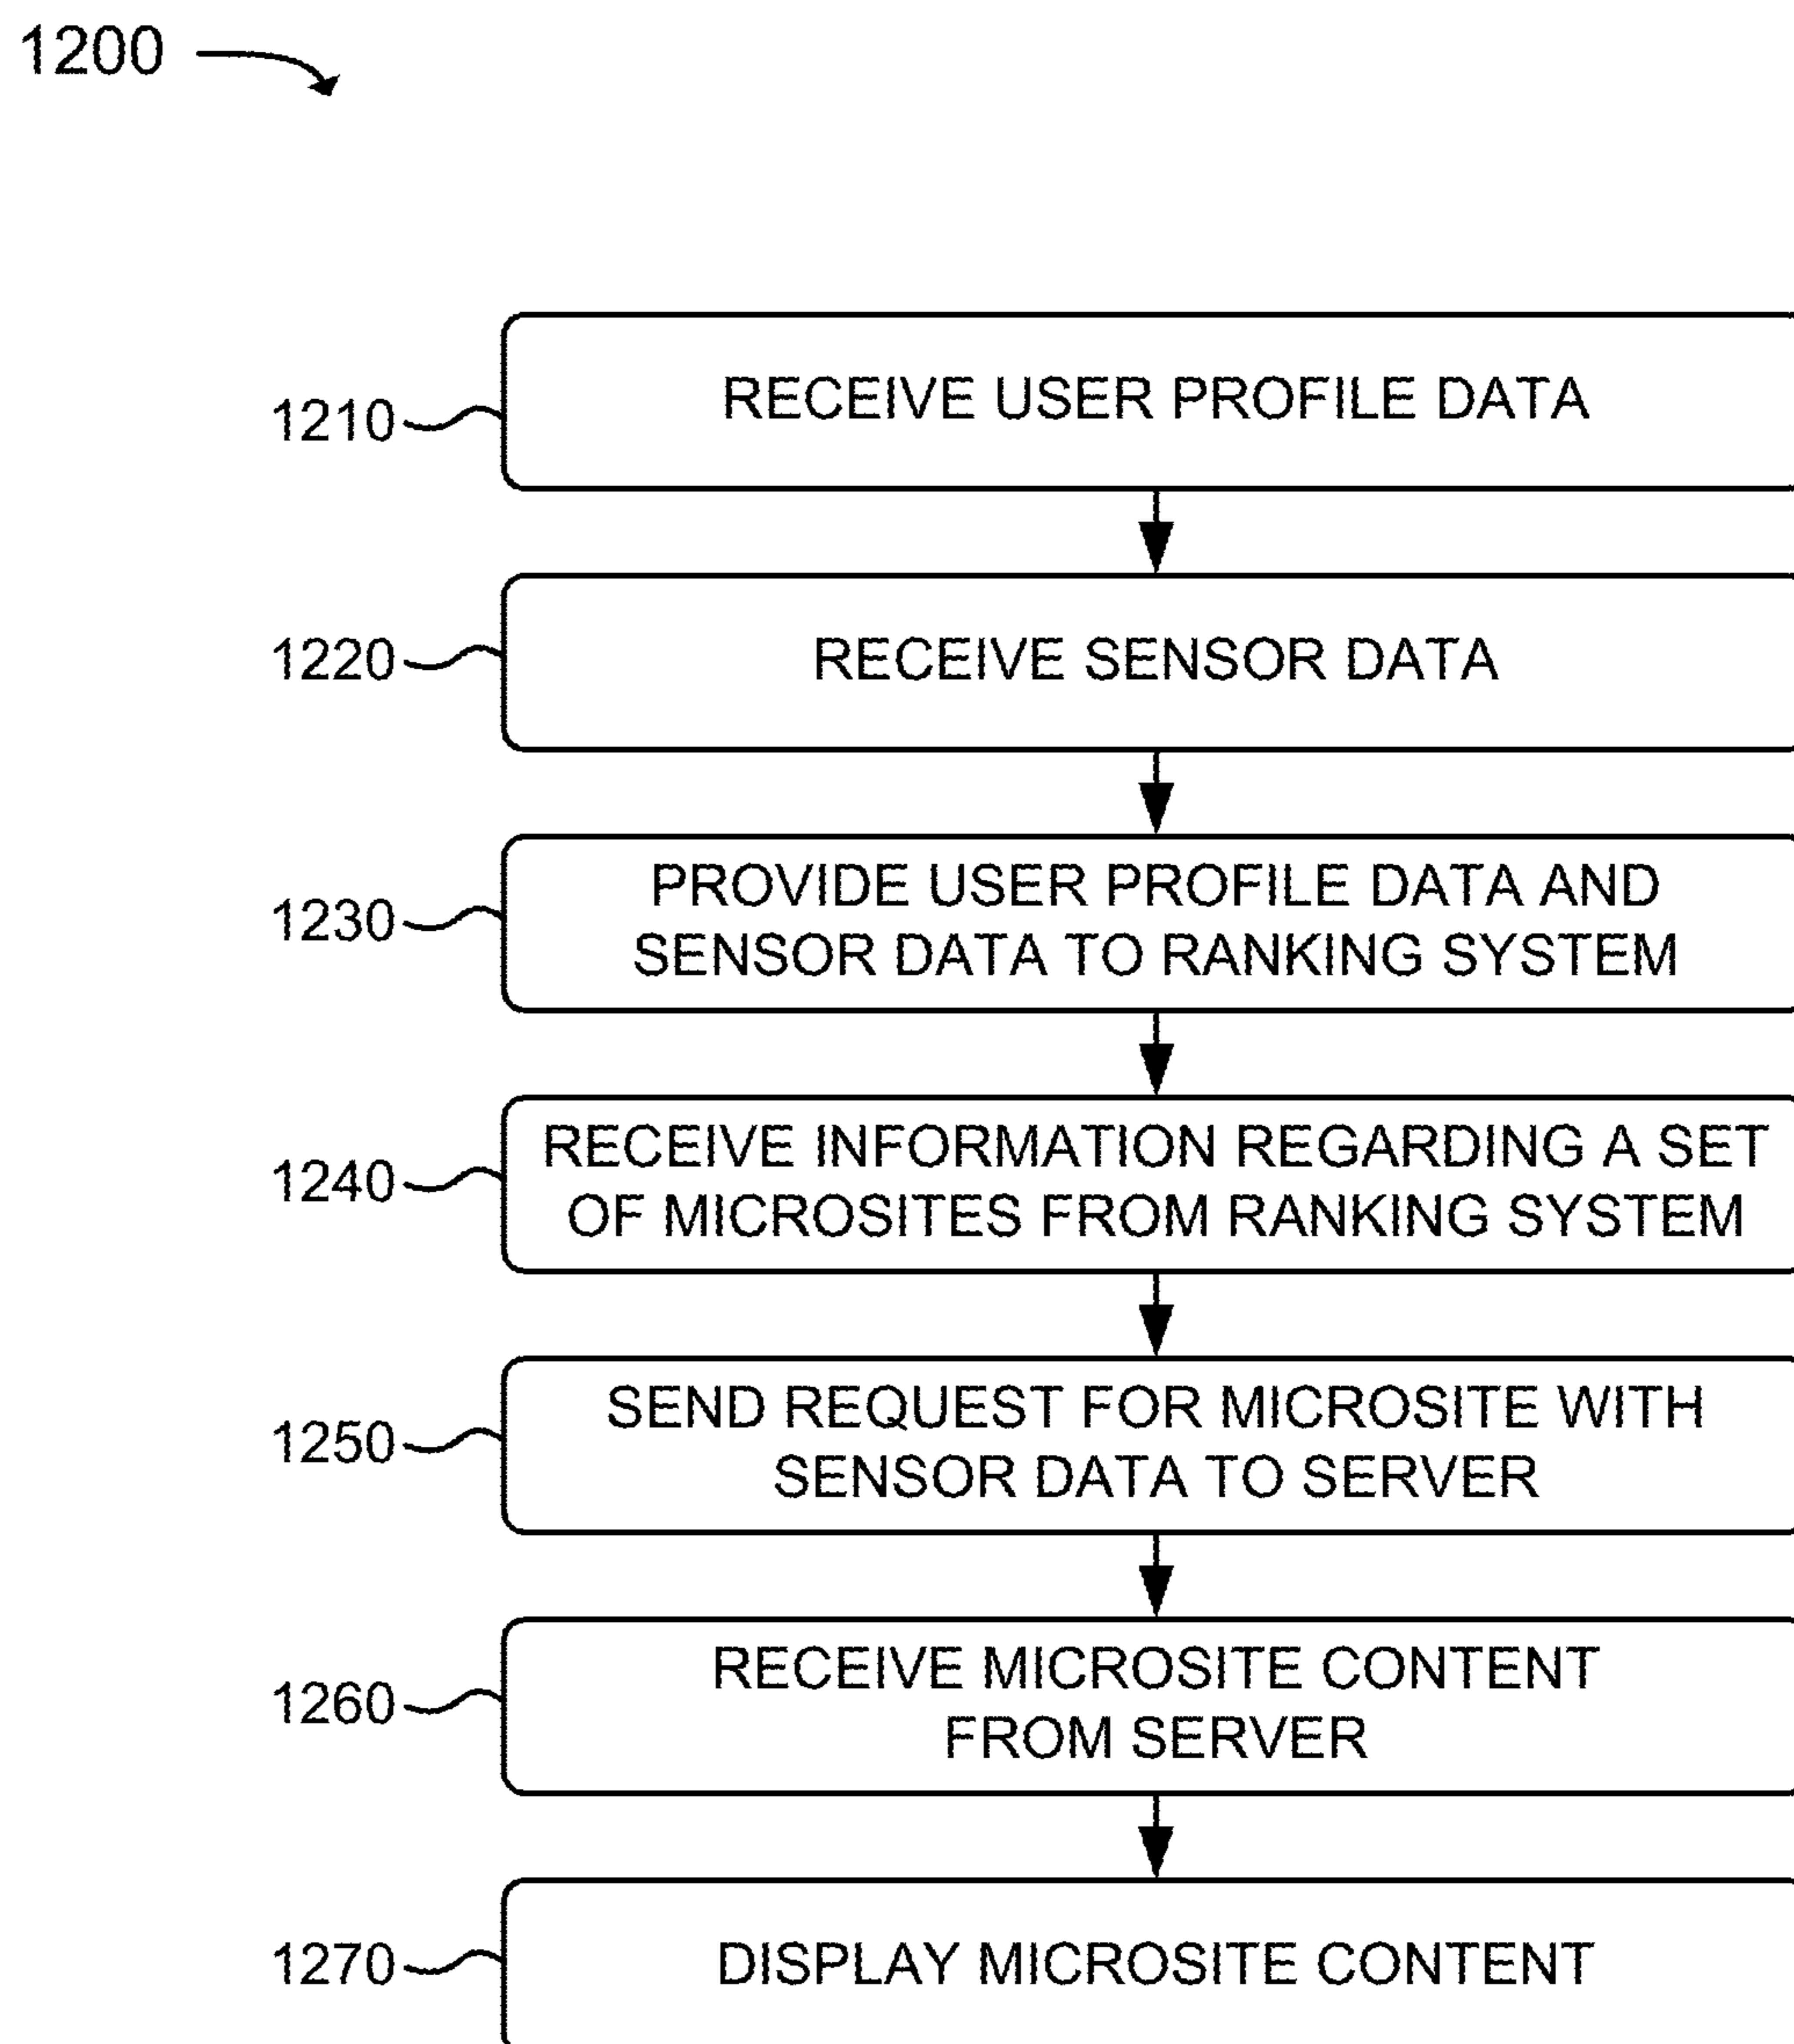 1200
1210
RECEIVE USER PROFILE DATA
1220
RECEIVE SENSOR DATA
1230
PROVIDE USER PROFILE DATA AND
SENSOR DATA TO RANKING SYSTEM
1240
RECEIVE INFORMATION REGARDING A SET
OF MICROSITES FROM RANKING SYSTEM
1250
SEND REQUEST FOR MICROSITE WITH
SENSOR DATA TO SERVER
1260
RECEIVE MICROSITE CONTENT
FROM SERVER
1270
DISPLAY MICROSITE CONTENT